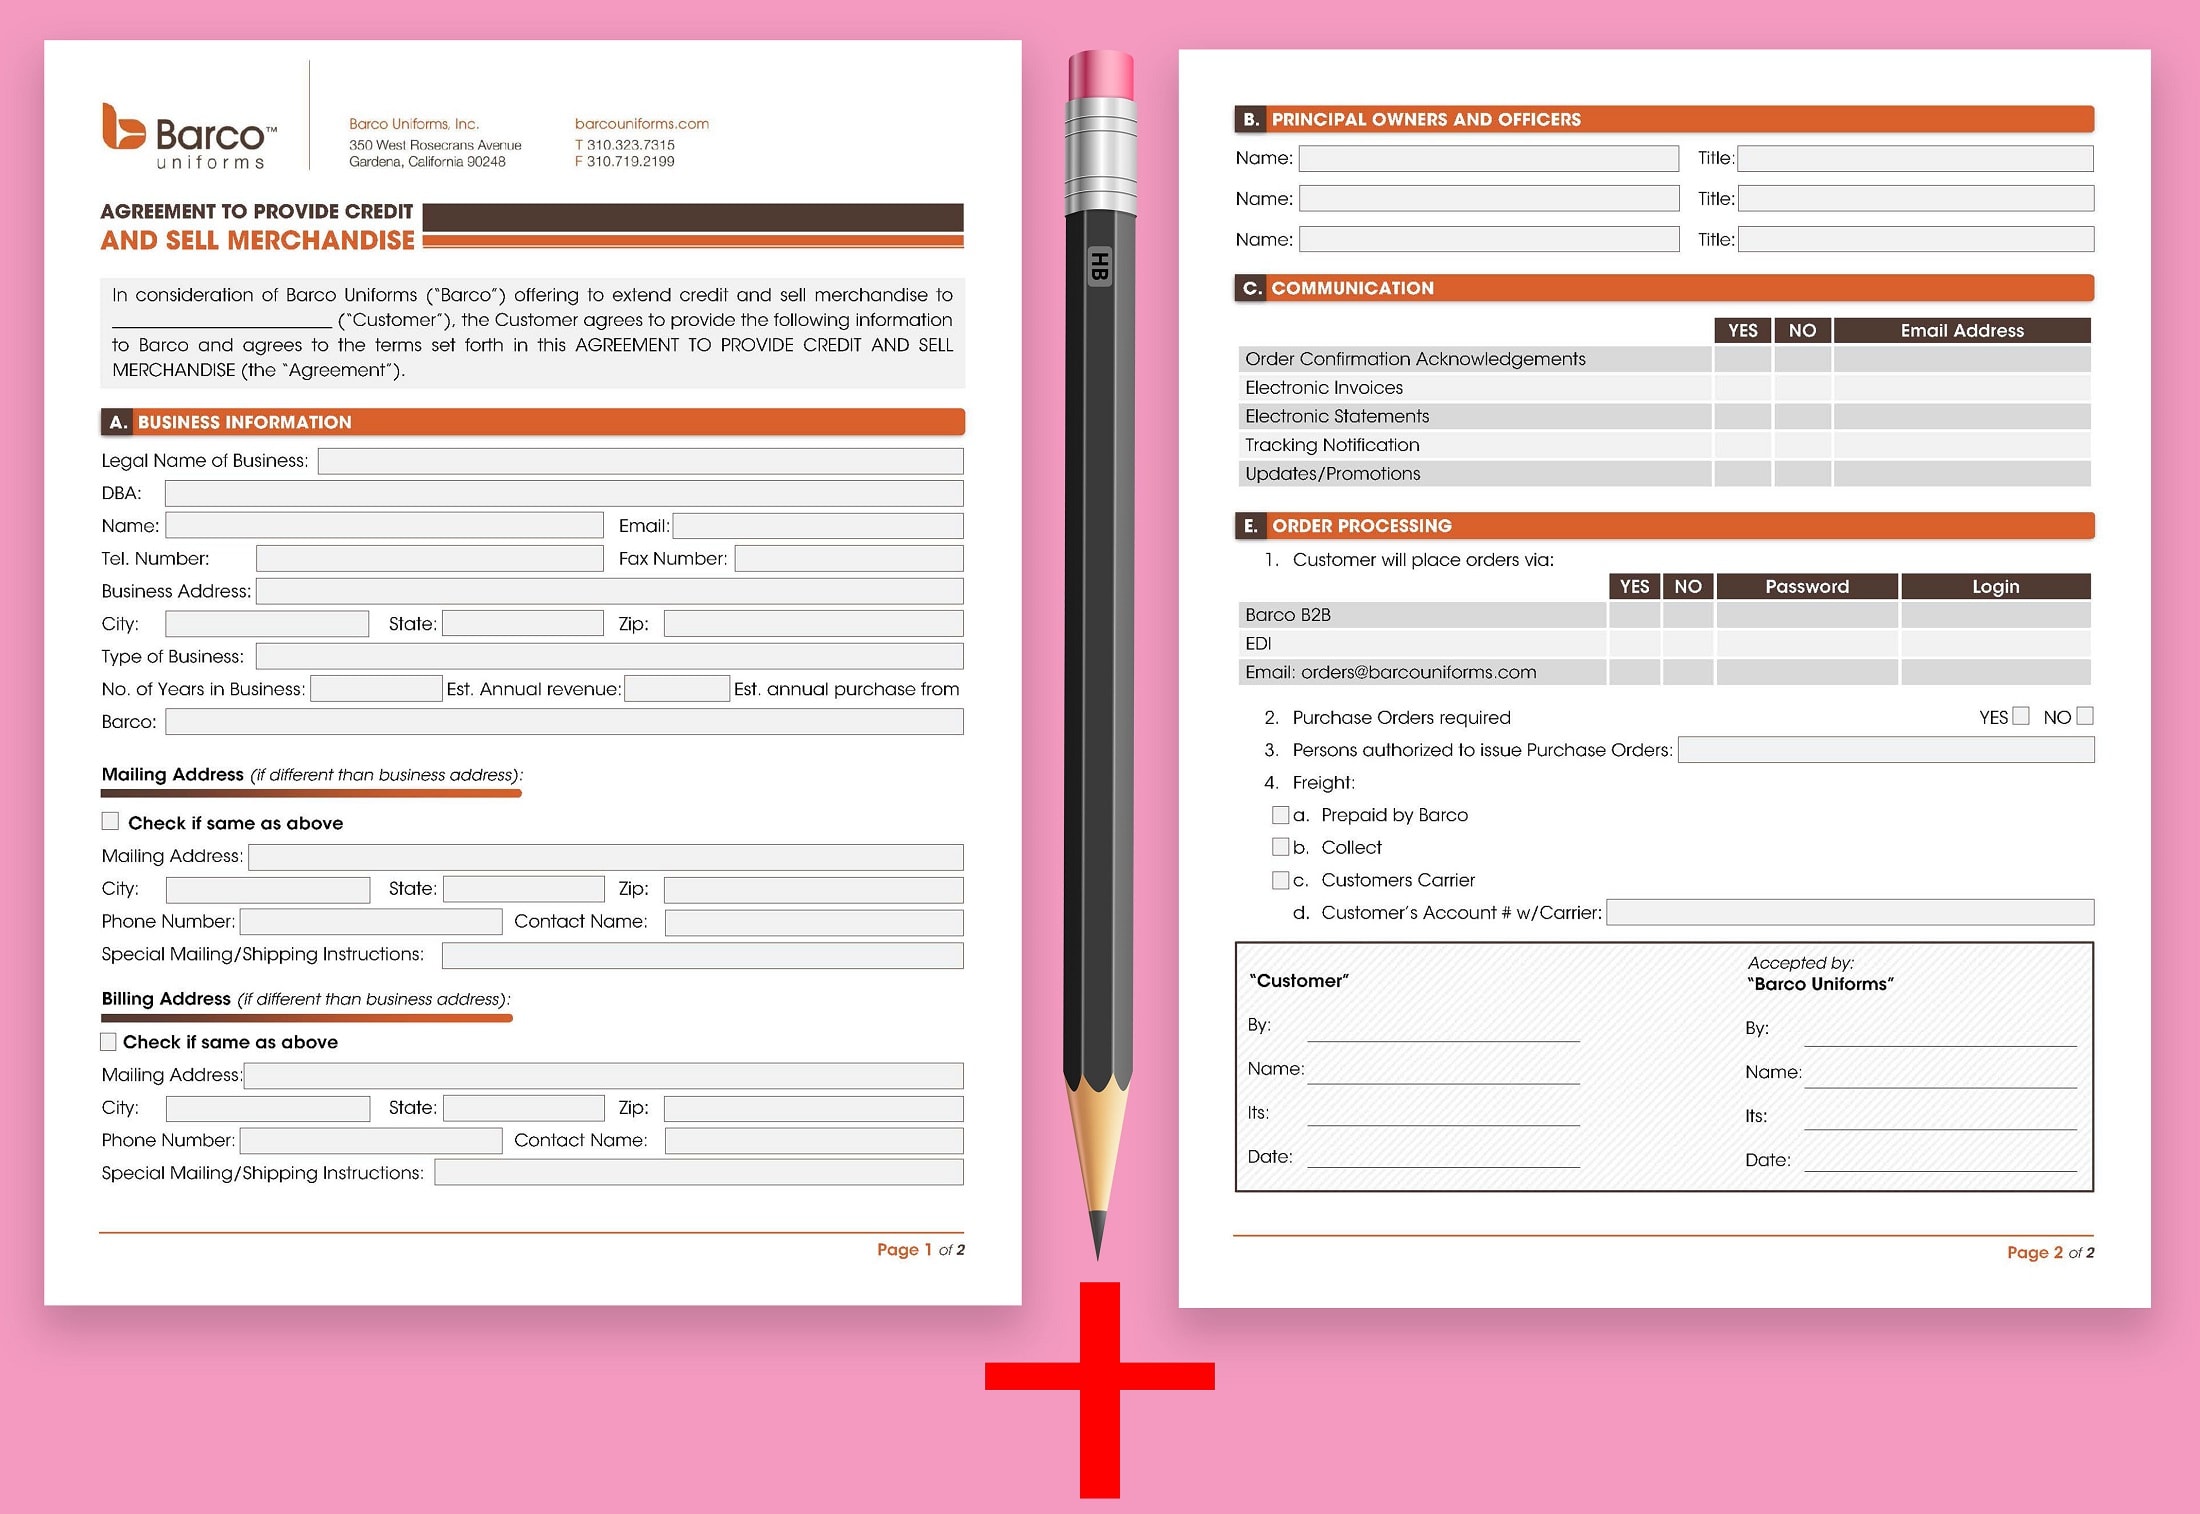 Barco™
uniforms
Barco Uniforms, Inc.
350 West Rosecrans Avenue
Gardena, California 90248
barcouniforms.com
T 310.323.7315
F 310.719.2199
AGREEMENT TO PROVIDE CREDIT
AND SELL MERCHANDISE
In consideration of Barco Uniforms (“Barco”) offering to extend credit and sell merchandise to
______________________ (“Customer”), the Customer agrees to provide the following information
to Barco and agrees to the terms set forth in this AGREEMENT TO PROVIDE CREDIT AND SELL
MERCHANDISE (the “Agreement”).
A. BUSINESS INFORMATION
Legal Name of Business:
DBA:
Name: Email:
Tel. Number: Fax Number:
Business Address:
City: State: Zip:
Type of Business:
No. of Years in Business: Est. Annual revenue: Est. annual purchase from
Barco:
Mailing Address (if different than business address):
Check if same as above
Mailing Address:
City: State: Zip:
Phone Number: Contact Name:
Special Mailing/Shipping Instructions:
Billing Address (if different than business address):
Check if same as above
Mailing Address:
City: State: Zip:
Phone Number: Contact Name:
Special Mailing/Shipping Instructions:
Page 1 of 2
HB
B. PRINCIPAL OWNERS AND OFFICERS
Name: Title:
Name: Title:
Name: Title:
C. COMMUNICATION
YES NO Email Address
Order Confirmation Acknowledgements
Electronic Invoices
Electronic Statements
Tracking Notification
Updates/Promotions
E. ORDER PROCESSING
1. Customer will place orders via:
YES NO Password Login
Barco B2B
EDI
Email: orders@barcouniforms.com
2. Purchase Orders required YES NO
3. Persons authorized to issue Purchase Orders:
4. Freight:
a. Prepaid by Barco
b. Collect
c. Customers Carrier
d. Customer’s Account # w/Carrier:
“Customer”
By:
Name:
Its:
Date:
Accepted by:
“Barco Uniforms”
By:
Name:
Its:
Date:
Page 2 of 2